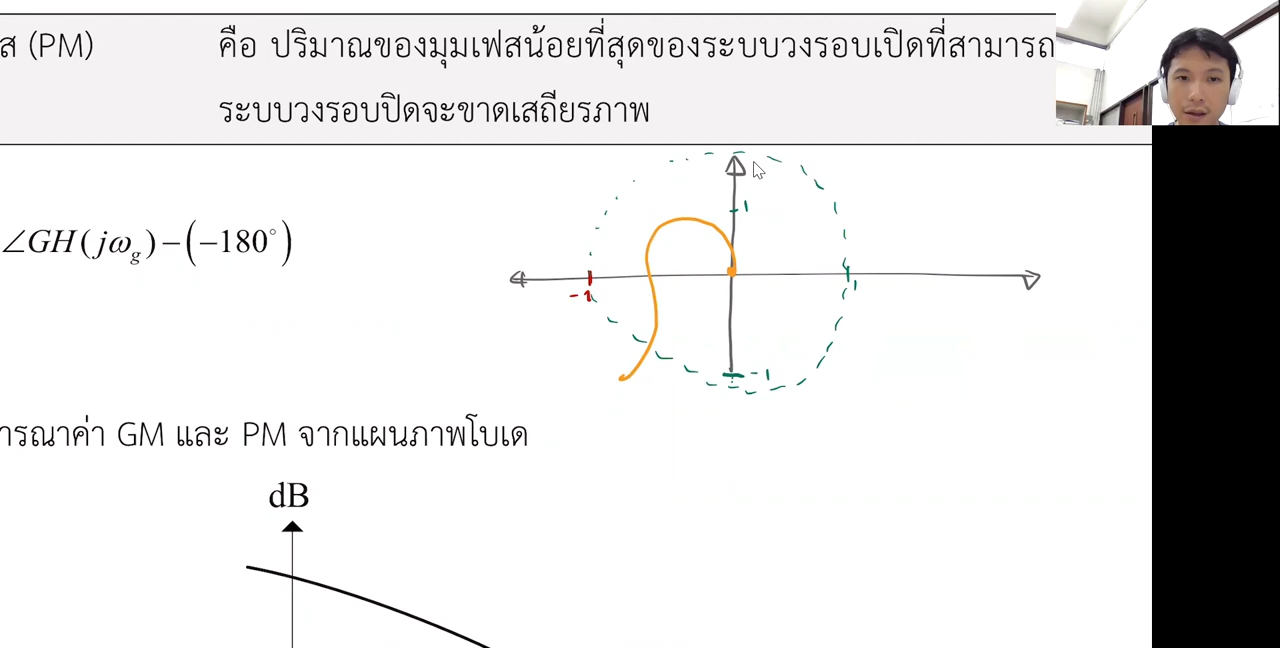 ส (PM) คือ ปริมาณของมุมเฟสน้อยที่สุดของระบบวงรอบเปิดที่สามารถ
ระบบวงรอบปิดจะขาดเสถียรภาพ
∠GH(jω_g)−(−180°)
1
-1
1
-1
ารณาค่า GM และ PM จากแผนภาพโบเด
dB